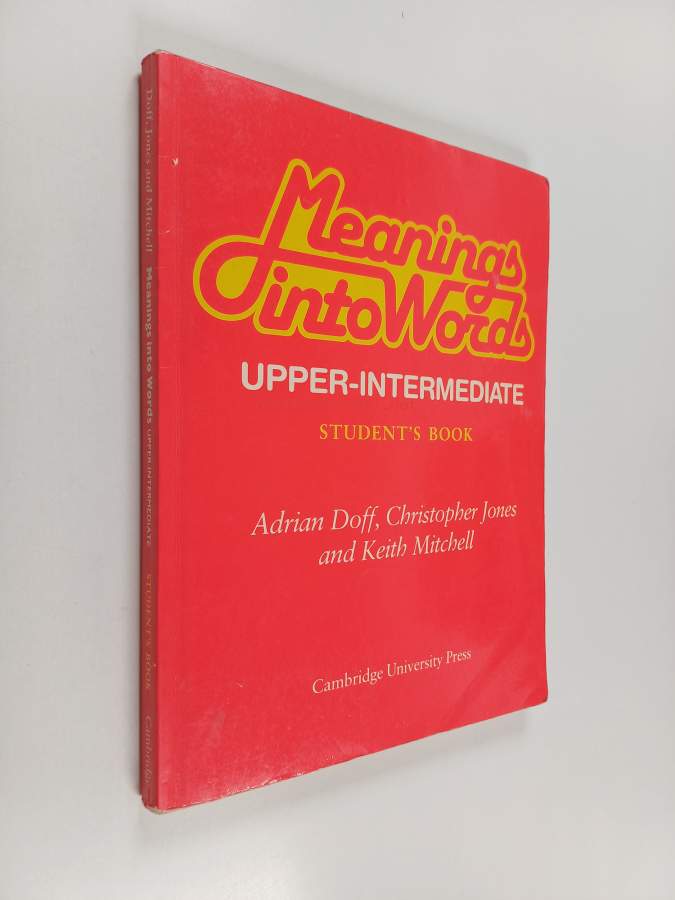 Meanings
into Words
UPPER-INTERMEDIATE
STUDENT'S BOOK
Adrian Doff, Christopher Jones
and Keith Mitchell
Cambridge University Press
Doff, Jones and Mitchell Meanings into Words UPPER-INTERMEDIATE STUDENT'S BOOK